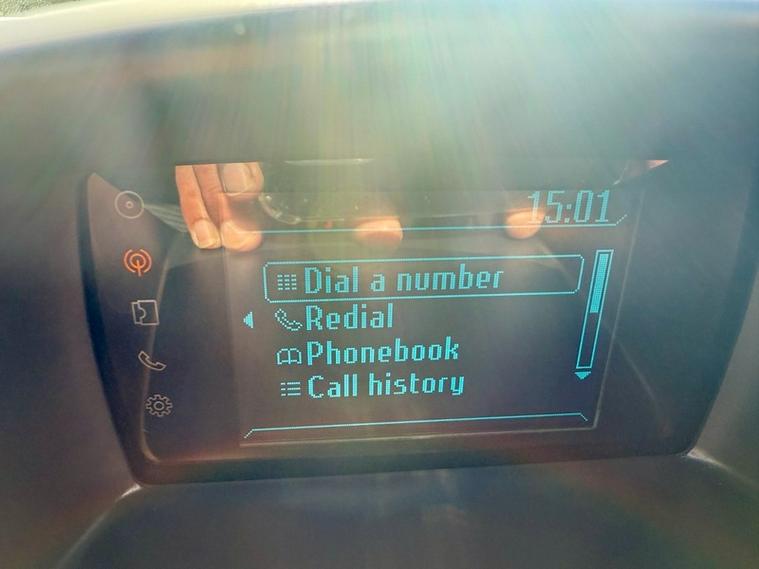 15:01
Dial a number
Redial
Phonebook
Call history